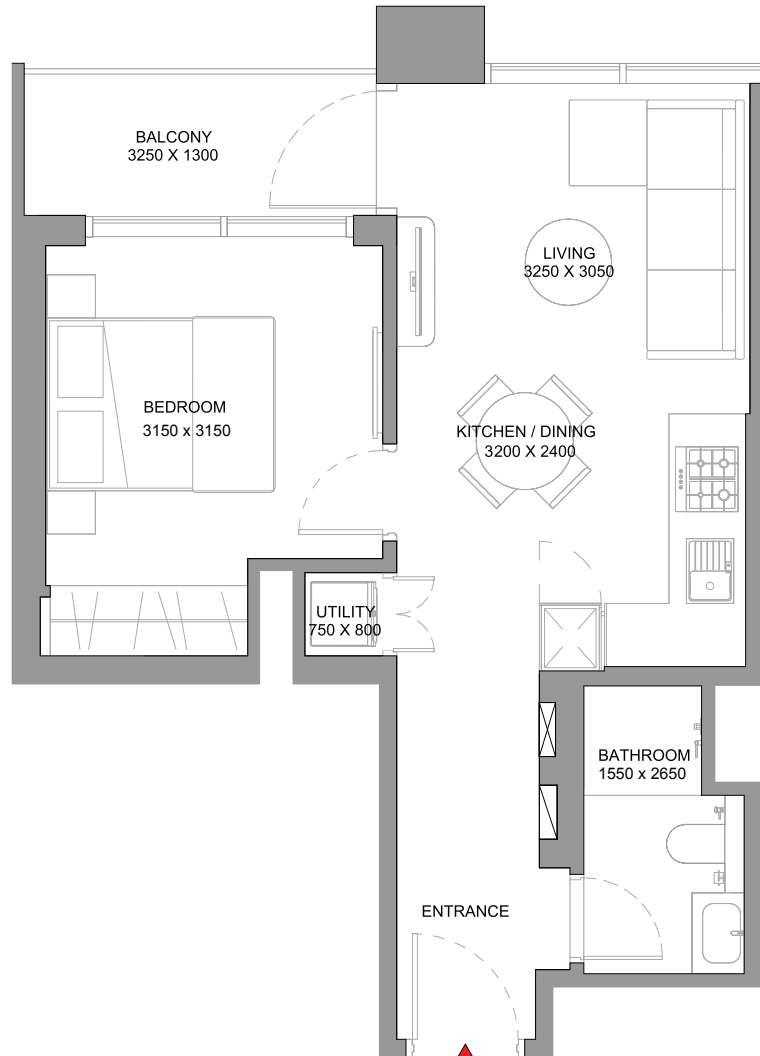 BALCONY
3250 X 1300
LIVING
3250 X 3050
BEDROOM
3150 x 3150
KITCHEN / DINING
3200 X 2400
UTILITY
750 X 800
BATHROOM
1550 x 2650
ENTRANCE